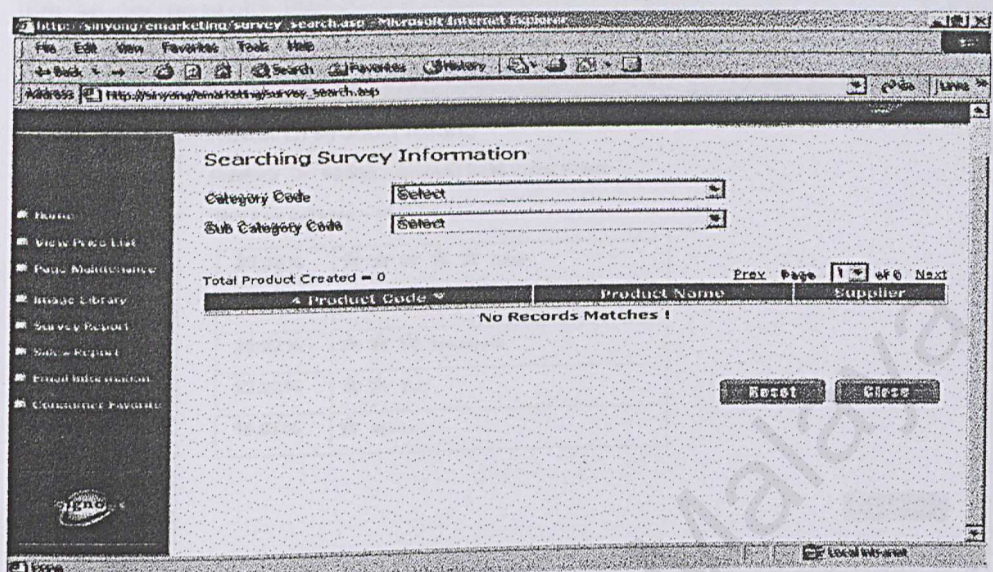 http://sinyong/emarketing/survey_search.asp - Microsoft Internet Explorer
File Edit View Favorites Tools Help
Back Search Favorites History
Address http://sinyong/emarketing/survey_search.asp Go Links »
Searching Survey Information
Category Code Select
Sub Category Code Select
Home
View Price List
Page Maintenance
Image Library
Survey Report
Sales Report
Email Information
Consumer Favorite
Total Product Created = 0 Prev Page 1 of 0 Next
Product Code Product Name Supplier
No Records Matches !
Reset Close
Local intranet
Malaya